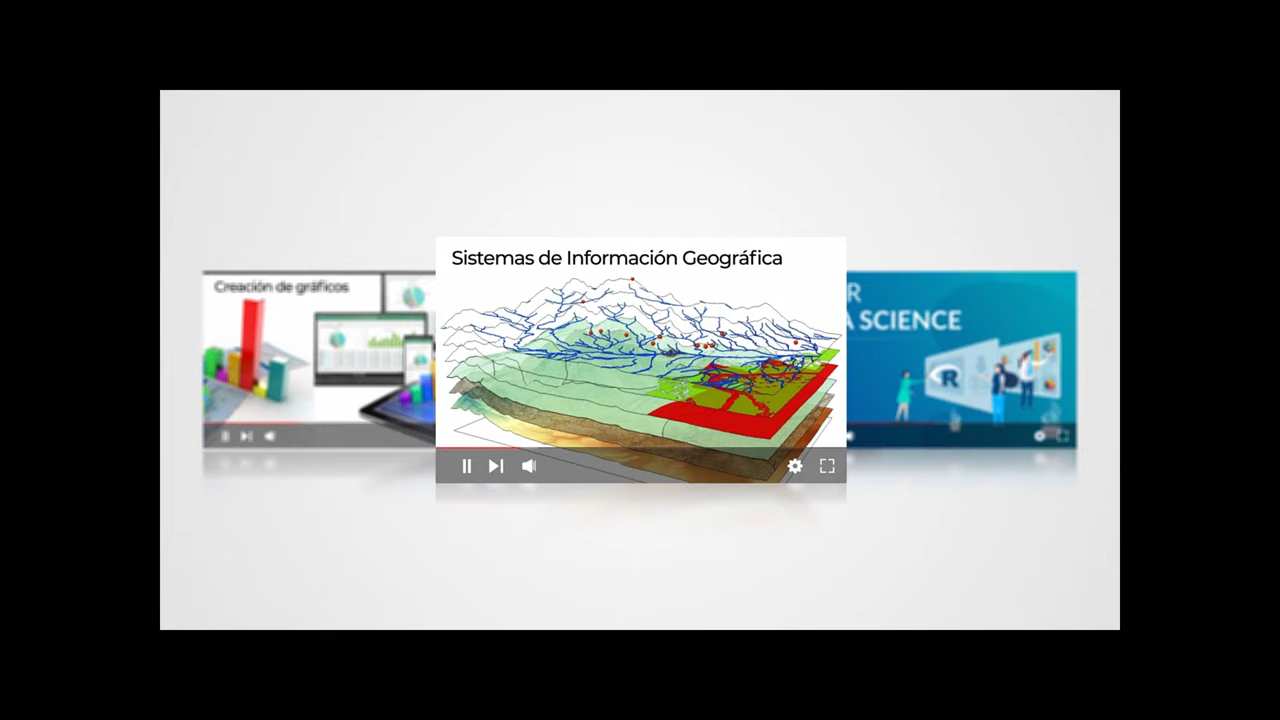 Creación de gráficos
Sistemas de Información Geográfica
R
A SCIENCE
R